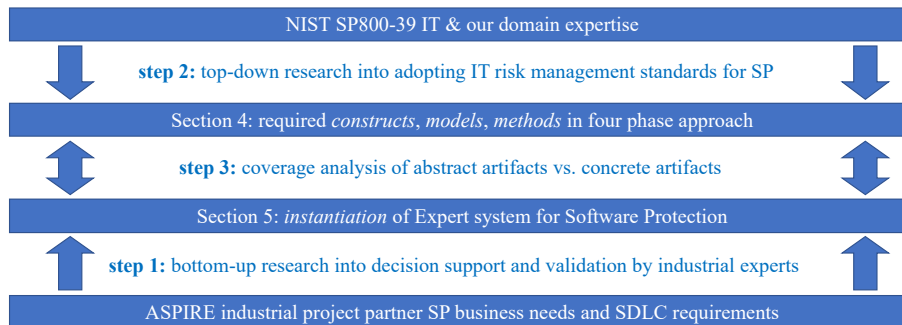 NIST SP800-39 IT & our domain expertise
step 2: top-down research into adopting IT risk management standards for SP
Section 4: required constructs, models, methods in four phase approach
step 3: coverage analysis of abstract artifacts vs. concrete artifacts
Section 5: instantiation of Expert system for Software Protection
step 1: bottom-up research into decision support and validation by industrial experts
ASPIRE industrial project partner SP business needs and SDLC requirements